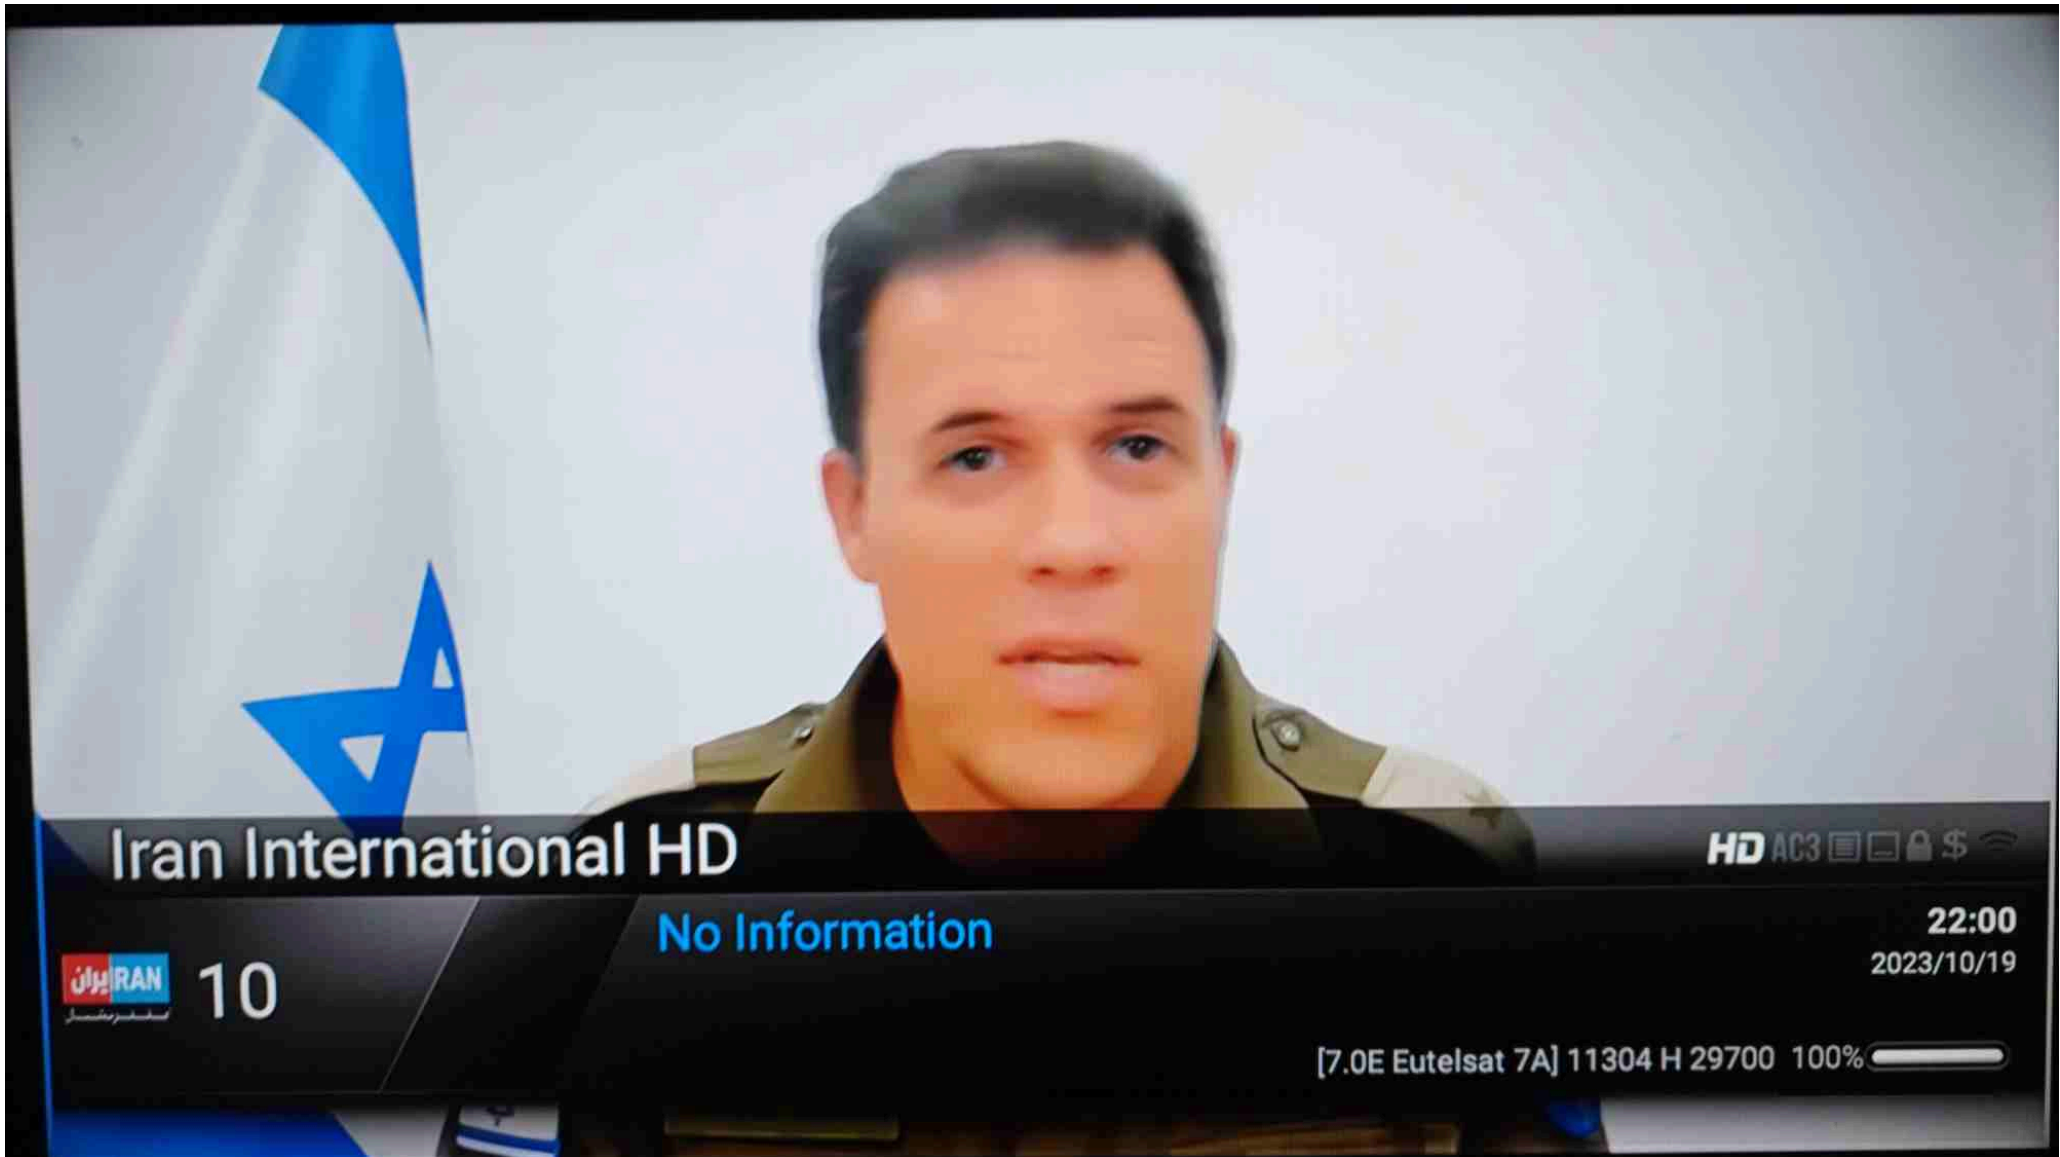 Iran International HD
HD AC3 $
No Information
22:00
2023/10/19
ایران IRAN
اینترنشنال
10
[7.0E Eutelsat 7A] 11304 H 29700 100%